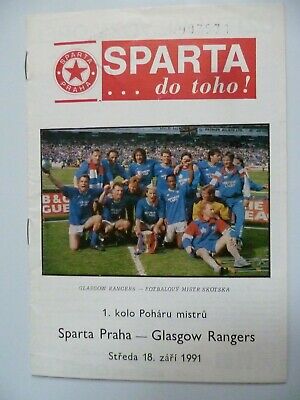 SPARTA
PRAHA
SPARTA
... do toho!
GLASGOW RANGERS — FOTBALOVÝ MISTR SKOTSKA
1. kolo Poháru mistrů
Sparta Praha — Glasgow Rangers
Středa 18. září 1991